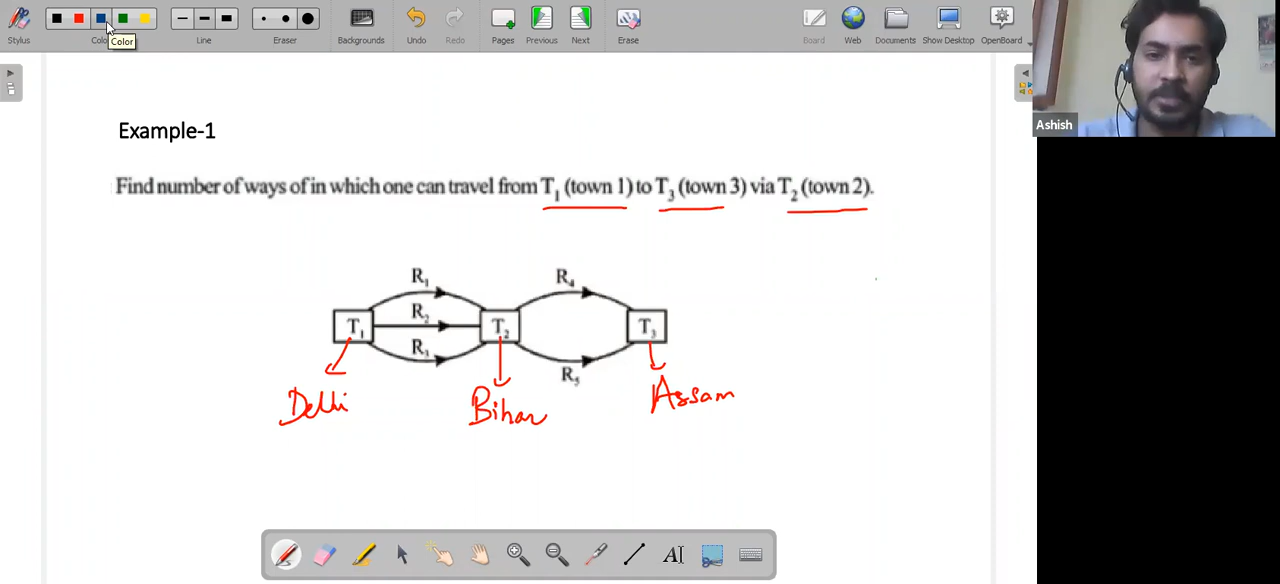 Stylus
Color
Line
Eraser
Backgrounds
Undo
Redo
Pages
Previous
Next
Erase
Board
Web
Documents
Show Desktop
OpenBoard
Color
Ashish
Example-1
Find number of ways of in which one can travel from T₁ (town 1) to T₃ (town 3) via T₂ (town 2).
R₁
R₄
T₁
R₂
T₂
T₃
R₃
R₅
Delhi
Bihar
Assam
A